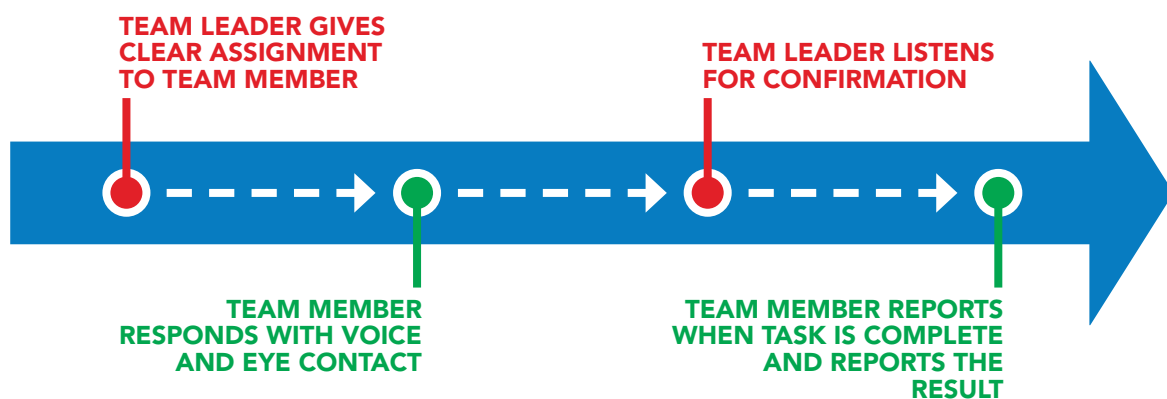 TEAM LEADER GIVES
CLEAR ASSIGNMENT
TO TEAM MEMBER
TEAM MEMBER
RESPONDS WITH VOICE
AND EYE CONTACT
TEAM LEADER LISTENS
FOR CONFIRMATION
TEAM MEMBER REPORTS
WHEN TASK IS COMPLETE
AND REPORTS THE
RESULT